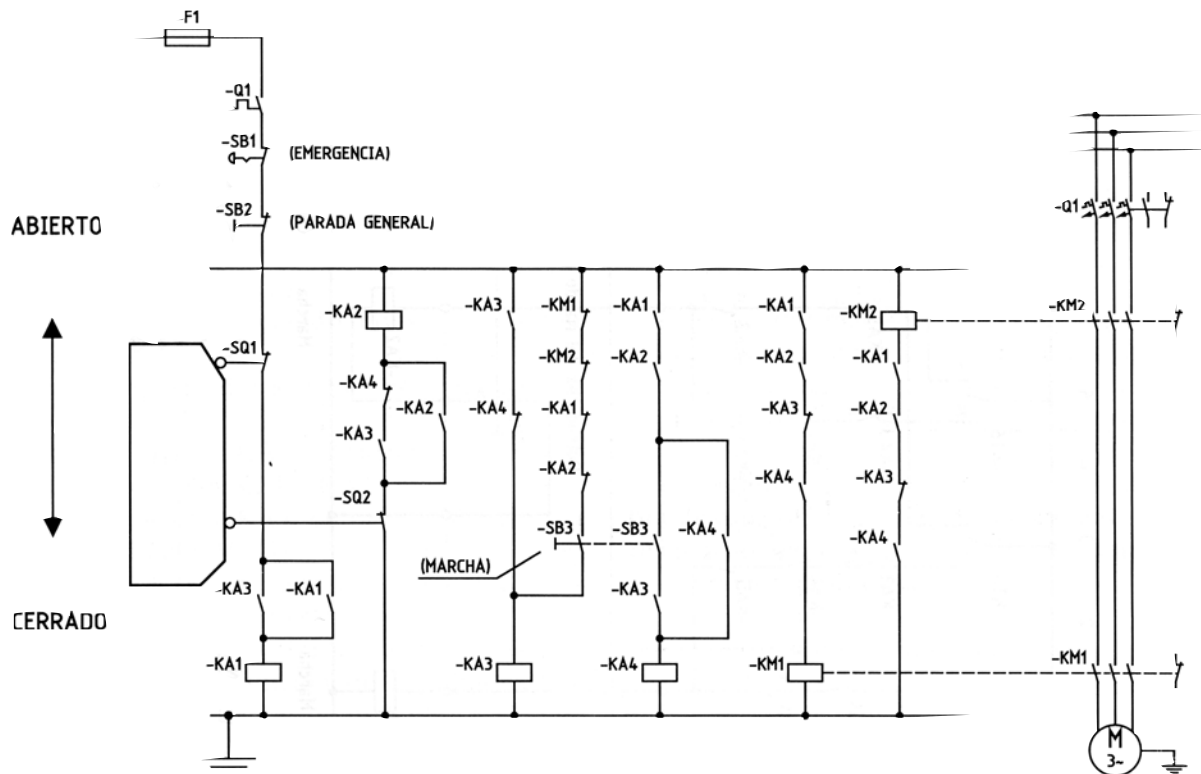 -F1
-Q1
-SB1
(EMERGENCIA)
-SB2
(PARADA GENERAL)
ABIERTO
-Q1
-KA2
-KA3
-KM1
-KA1
-KA1
-KM2
-KM2
-SQ1
-KM2
-KA2
-KA2
-KA1
-KA4
-KA2
-KA4
-KA1
-KA3
-KA2
-KA3
-KA2
-KA4
-KA3
-SQ2
-SB3
-SB3
-KA4
-KA4
(MARCHA)
-KA3
-KA1
-KA3
CERRADO
-KA1
-KA3
-KA4
-KM1
-KM1
M
3~